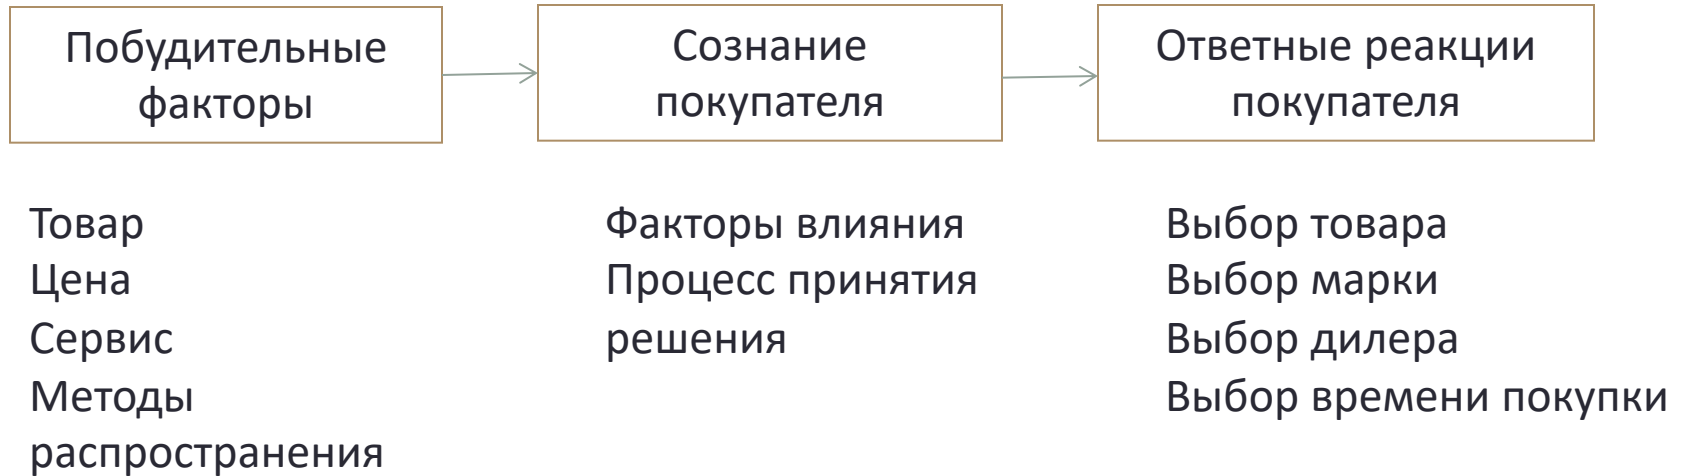 Побудительные
факторы
Сознание
покупателя
Ответные реакции
покупателя
Товар
Цена
Сервис
Методы
распространения
Факторы влияния
Процесс принятия
решения
Выбор товара
Выбор марки
Выбор дилера
Выбор времени покупки